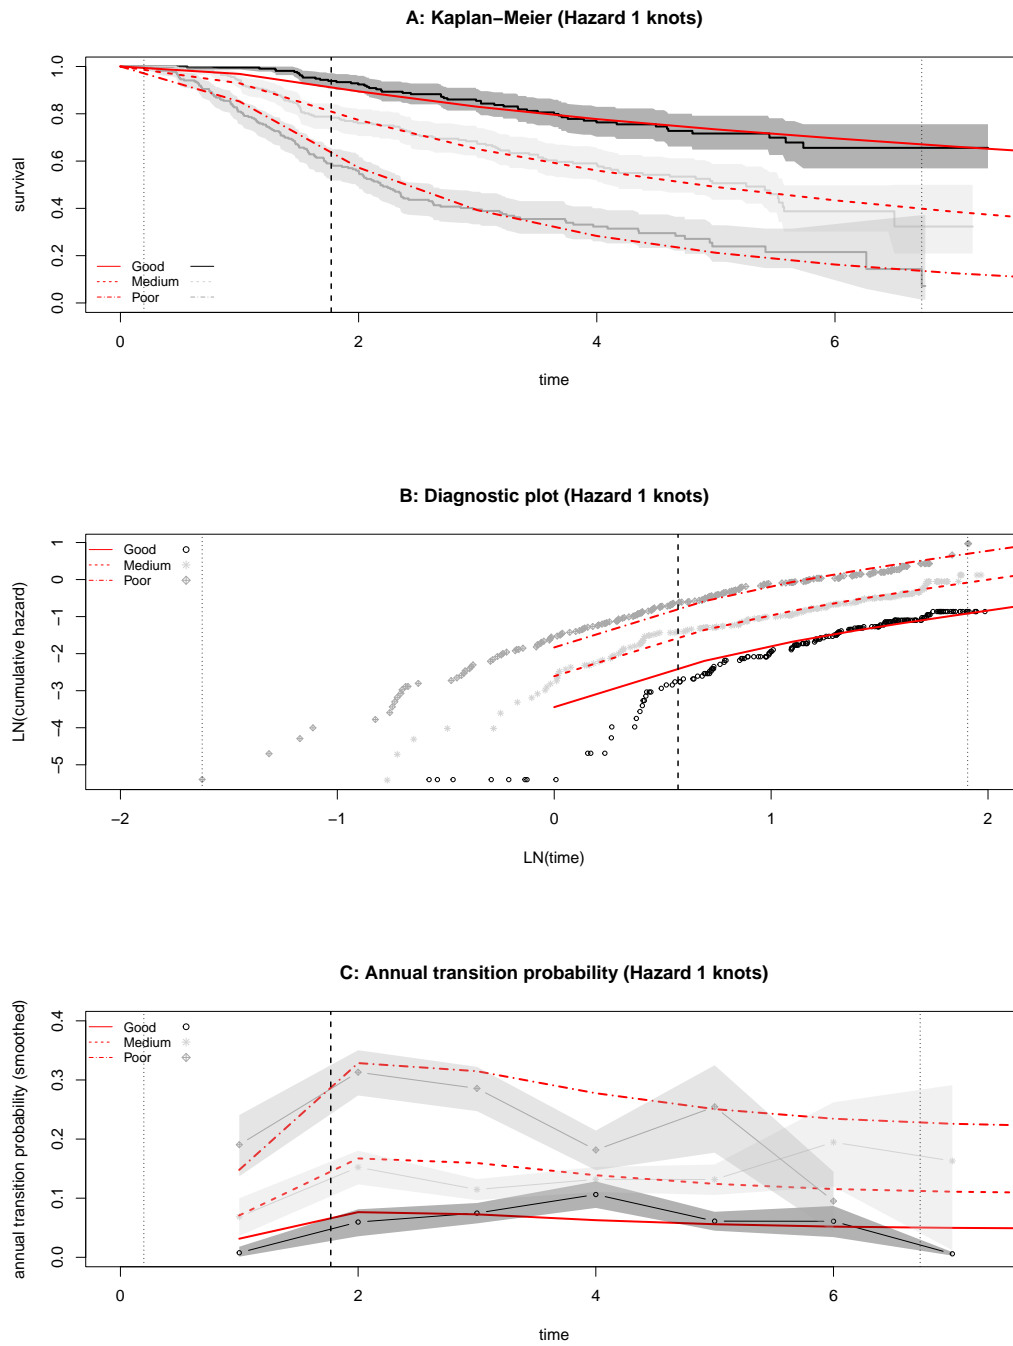 A: Kaplan−Meier (Hazard 1 knots)
survival
1.0
0.8
0.6
0.4
0.2
0.0
Good
Medium
Poor
0 2 4 6
time
B: Diagnostic plot (Hazard 1 knots)
LN(cumulative hazard)
1
0
−1
−2
−3
−4
−5
Good
Medium
Poor
−2 −1 0 1 2
LN(time)
C: Annual transition probability (Hazard 1 knots)
annual transition probability (smoothed)
0.4
0.3
0.2
0.1
0.0
Good
Medium
Poor
0 2 4 6
time